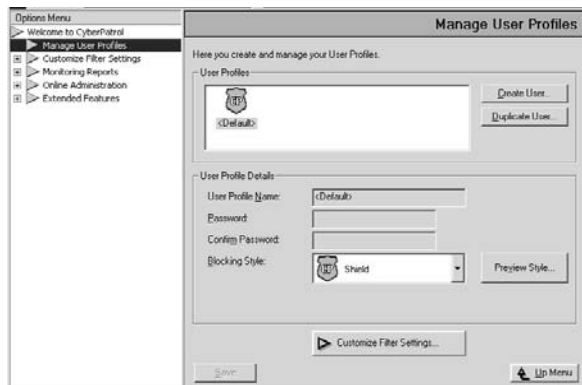 Options Menu
Welcome to CyberPatrol
Manage User Profiles
Customize Filter Settings
Monitoring Reports
Online Administration
Extended Features
Manage User Profiles
Here you create and manage your User Profiles.
User Profiles
<Default>
Create User...
Duplicate User...
User Profile Details
User Profile Name:
<Default>
Password:
Confirm Password:
Blocking Style:
Shield
Preview Style...
Customize Filter Settings...
Save
Up Menu